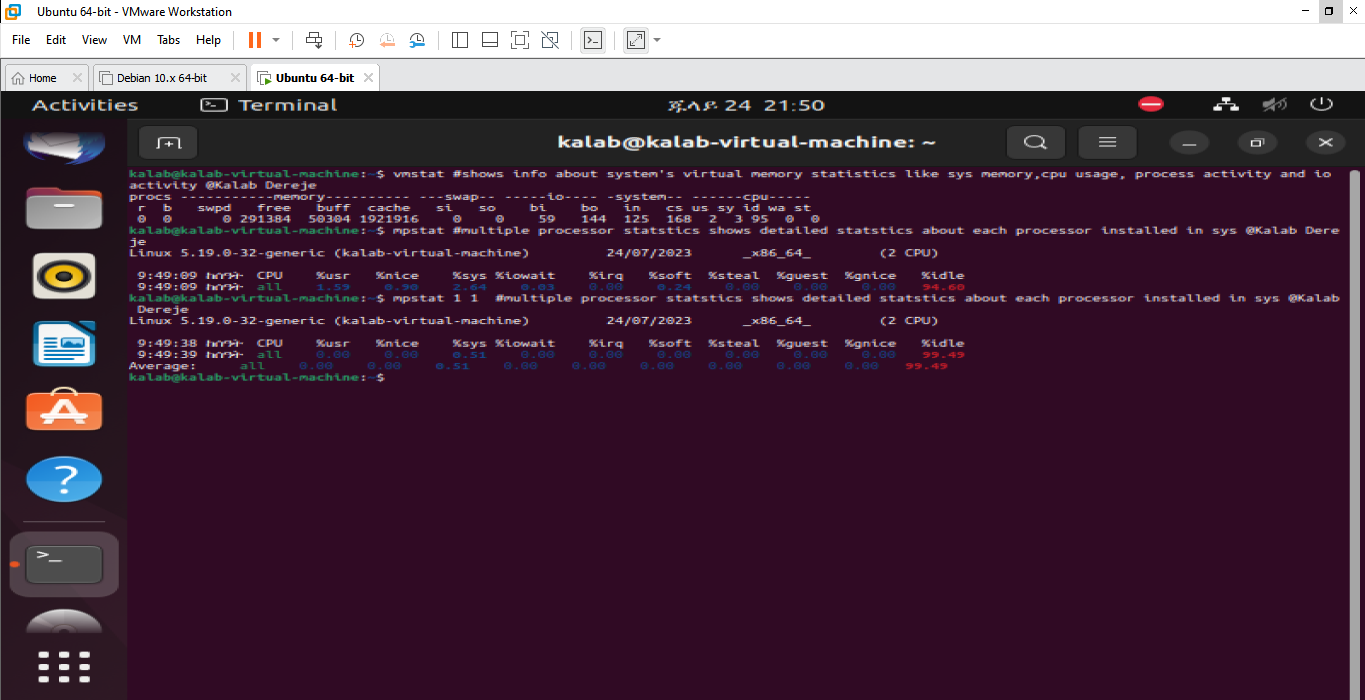 Ubuntu 64-bit - VMware Workstation
File Edit View VM Tabs Help
Home Debian 10.x 64-bit Ubuntu 64-bit
Activities Terminal ጁላይ 24 21:50
kalab@kalab-virtual-machine: ~
kalab@kalab-virtual-machine:~$ vmstat #shows info about system's virtual memory statistics like sys memory,cpu usage, process activity and io
activity @Kalab Dereje
procs -----------memory---------- ---swap-- -----io---- -system-- ------cpu-----
r b swpd free buff cache si so bi bo in cs us sy id wa st
0 0 0 291384 50304 1921916 0 0 59 144 125 168 2 3 95 0 0
kalab@kalab-virtual-machine:~$ mpstat #multiple processor statstics shows detailed statstics about each processor installed in sys @Kalab Dere
je
Linux 5.19.0-32-generic (kalab-virtual-machine) 24/07/2023 _x86_64_ (2 CPU)
9:49:09 CPU %usr %nice %sys %iowait %irq %soft %steal %guest %gnice %idle
9:49:09 all 1.59 0.90 2.64 0.03 0.00 0.24 0.00 0.00 0.00 94.60
kalab@kalab-virtual-machine:~$ mpstat 1 1 #multiple processor statstics shows detailed statstics about each processor installed in sys @Kalab
Dereje
Linux 5.19.0-32-generic (kalab-virtual-machine) 24/07/2023 _x86_64_ (2 CPU)
9:49:38 CPU %usr %nice %sys %iowait %irq %soft %steal %guest %gnice %idle
9:49:39 all 0.00 0.00 0.51 0.00 0.00 0.00 0.00 0.00 0.00 99.49
Average: all 0.00 0.00 0.51 0.00 0.00 0.00 0.00 0.00 0.00 99.49
kalab@kalab-virtual-machine:~$